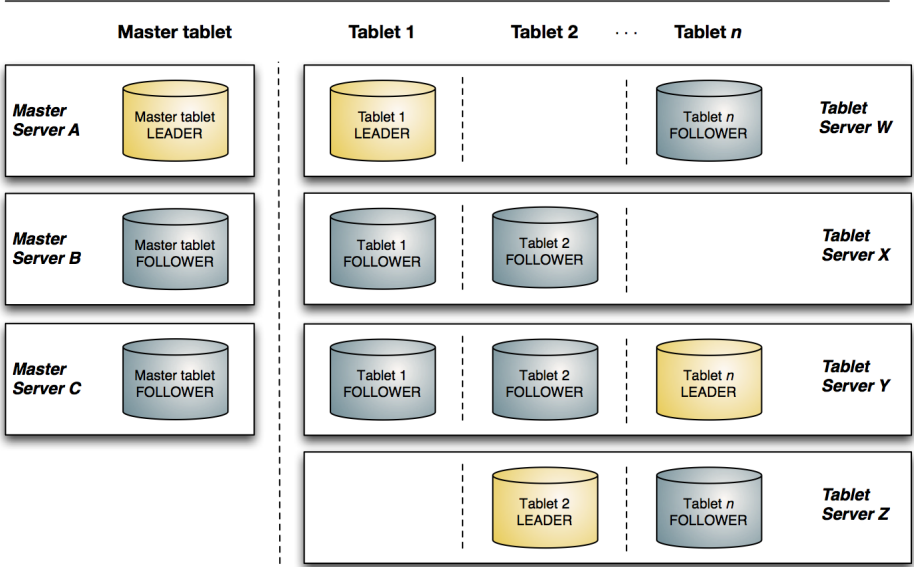 Master tablet Tablet 1 Tablet 2 · · · Tablet n
Master
Server A
Master tablet
LEADER
Tablet 1
LEADER
Tablet n
FOLLOWER
Tablet
Server W
Master
Server B
Master tablet
FOLLOWER
Tablet 1
FOLLOWER
Tablet 2
FOLLOWER
Tablet
Server X
Master
Server C
Master tablet
FOLLOWER
Tablet 1
FOLLOWER
Tablet 2
FOLLOWER
Tablet n
LEADER
Tablet
Server Y
Tablet 2
LEADER
Tablet n
FOLLOWER
Tablet
Server Z